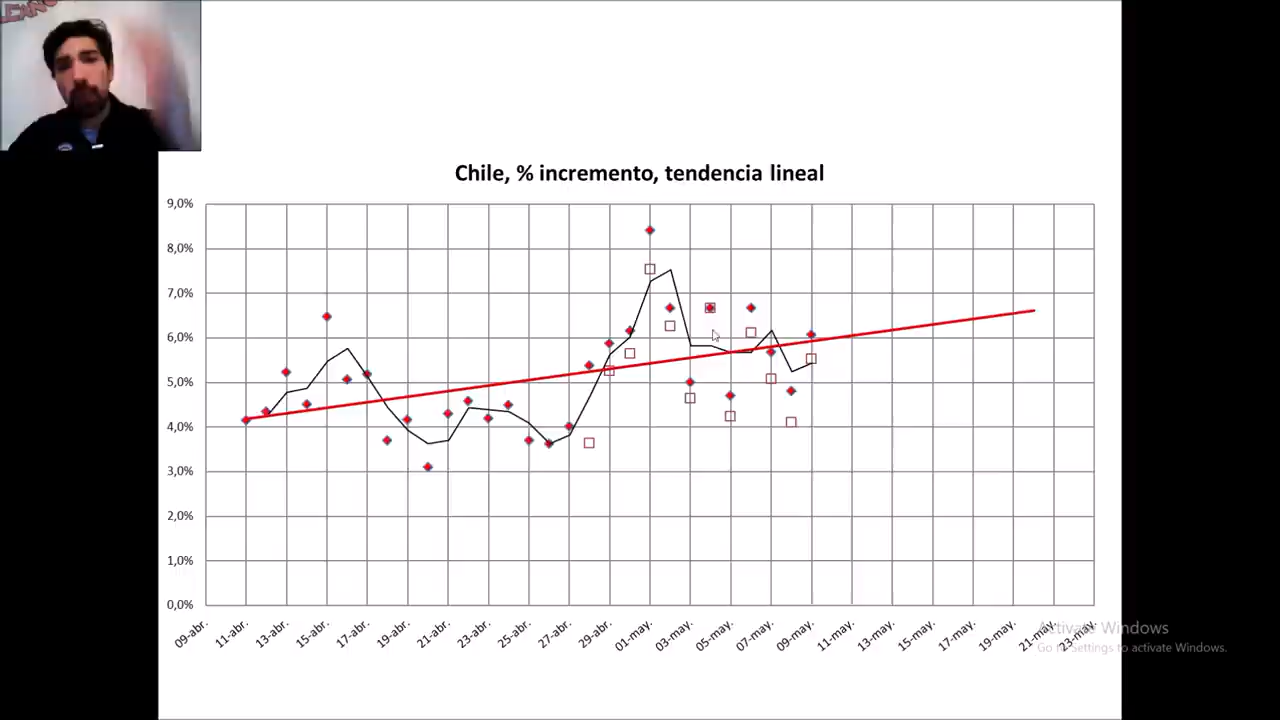 Chile, % incremento, tendencia lineal
9,0%
8,0%
7,0%
6,0%
5,0%
4,0%
3,0%
2,0%
1,0%
0,0%
09-abr.
11-abr.
13-abr.
15-abr.
17-abr.
19-abr.
21-abr.
23-abr.
25-abr.
27-abr.
29-abr.
01-may.
03-may.
05-may.
07-may.
09-may.
11-may.
13-may.
15-may.
17-may.
19-may.
21-may.
23-may.
Activate Windows
Go to Settings to activate Windows.